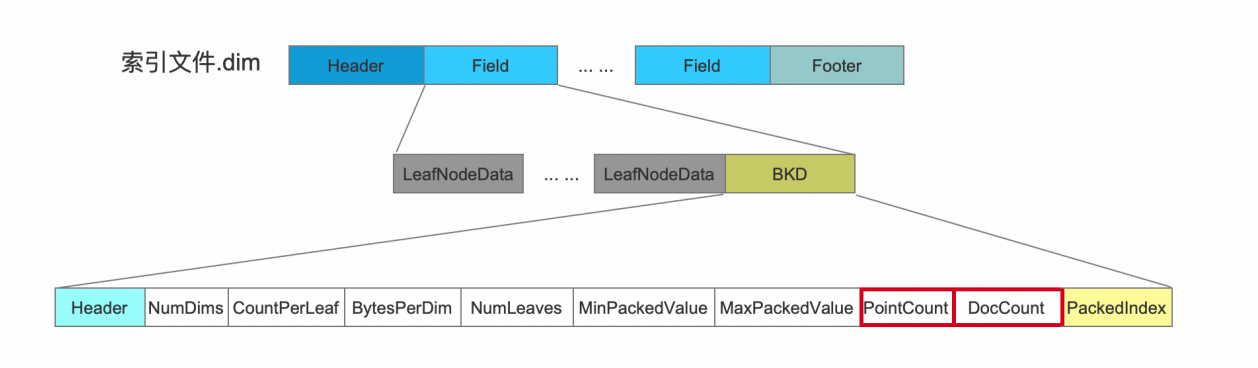 索引文件.dim Header Field ... ... Field Footer
LeafNodeData ... ... LeafNodeData BKD
Header NumDims CountPerLeaf BytesPerDim NumLeaves MinPackedValue MaxPackedValue PointCount DocCount PackedIndex